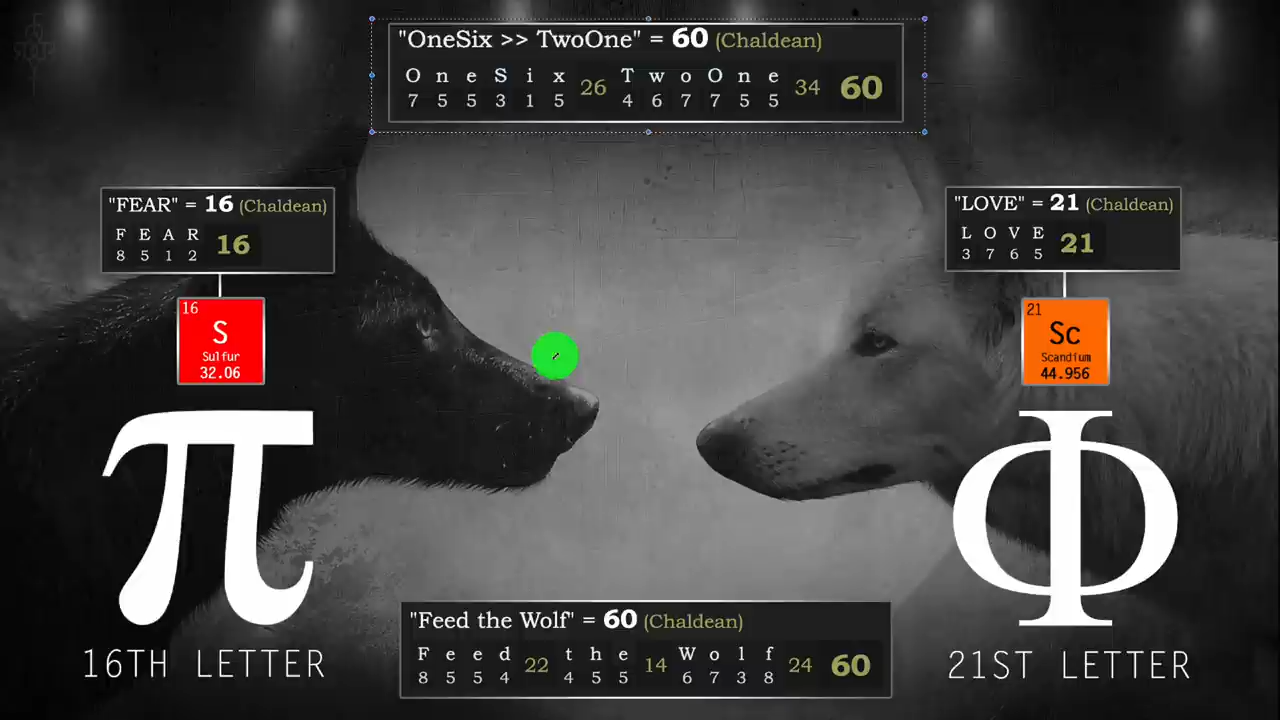 "OneSix >> TwoOne" = 60 (Chaldean)
O n e S i x 26 T w o O n e 34 60
7 5 5 3 1 5 4 6 7 7 5 5
"FEAR" = 16 (Chaldean)
F E A R 16
8 5 1 2
"LOVE" = 21 (Chaldean)
L O V E 21
3 7 6 5
16
S
Sulfur
32.06
21
Sc
Scandium
44.956
π
Φ
16TH LETTER
21ST LETTER
"Feed the Wolf" = 60 (Chaldean)
F e e d 22 t h e 14 W o l f 24 60
8 5 5 4 4 5 5 6 7 3 8